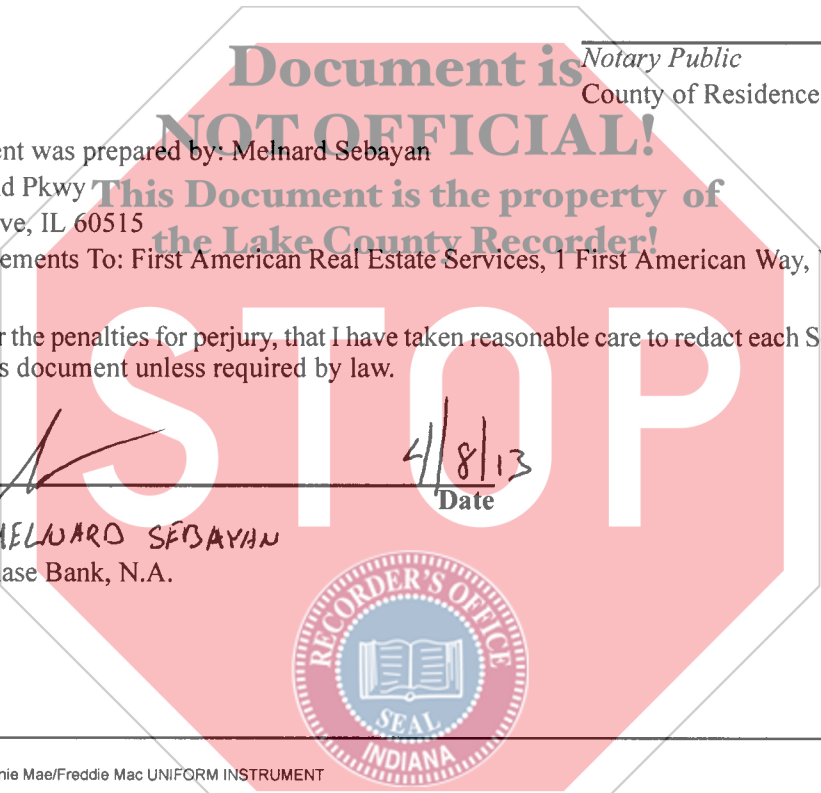 Document is
Notary Public
County of Residence
NOT OFFICIAL!
ent was prepared by: Melnard Sebayan
d Pkwy
This Document is the property of
ve, IL 60515
the Lake County Recorder!
ements To: First American Real Estate Services, 1 First American Way,
r the penalties for perjury, that I have taken reasonable care to redact each S
s document unless required by law.
STOP
4/8/13
Date
MELNARD SEBAYAN
ase Bank, N.A.
RECORDER'S OFFICE
SEAL
INDIANA
nie Mae/Freddie Mac UNIFORM INSTRUMENT